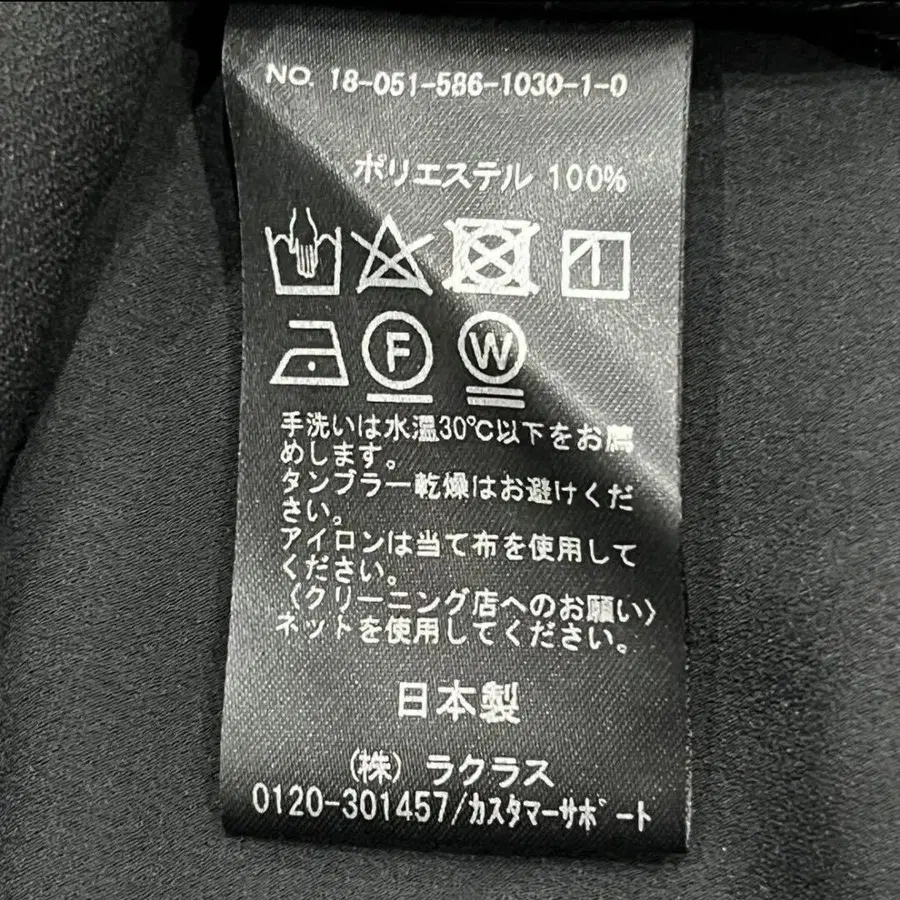 NO. 18-051-586-1030-1-0
ポリエステル 100%
F W
手洗いは水温30℃以下をお薦
めします。
タンブラー乾燥はお避けくだ
さい。
アイロンは当て布を使用して
ください。
〈クリーニング店へのお願い〉
ネットを使用してください。
日本製
(株) ラクラス
0120-301457/カスタマーサポート